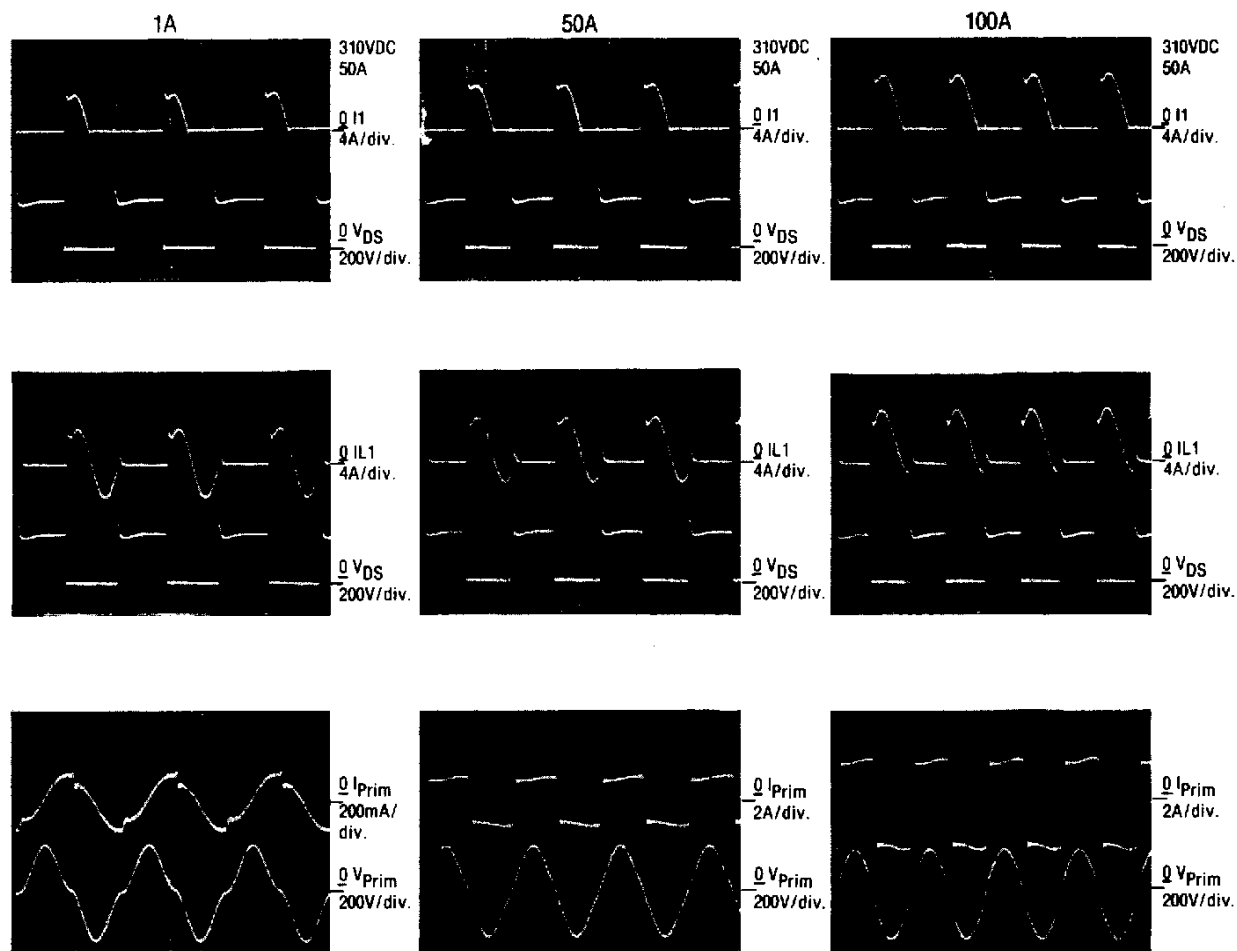 1A
50A
100A
310VDC
50A
0 I1
4A/div.
0 VDS
200V/div.
310VDC
50A
0 I1
4A/div.
0 VDS
200V/div.
310VDC
50A
0 I1
4A/div.
0 VDS
200V/div.
0 IL1
4A/div.
0 VDS
200V/div.
0 IL1
4A/div.
0 VDS
200V/div.
0 IL1
4A/div.
0 VDS
200V/div.
0 IPrim
200mA/
div.
0 VPrim
200V/div.
0 IPrim
2A/div.
0 VPrim
200V/div.
0 IPrim
2A/div.
0 VPrim
200V/div.